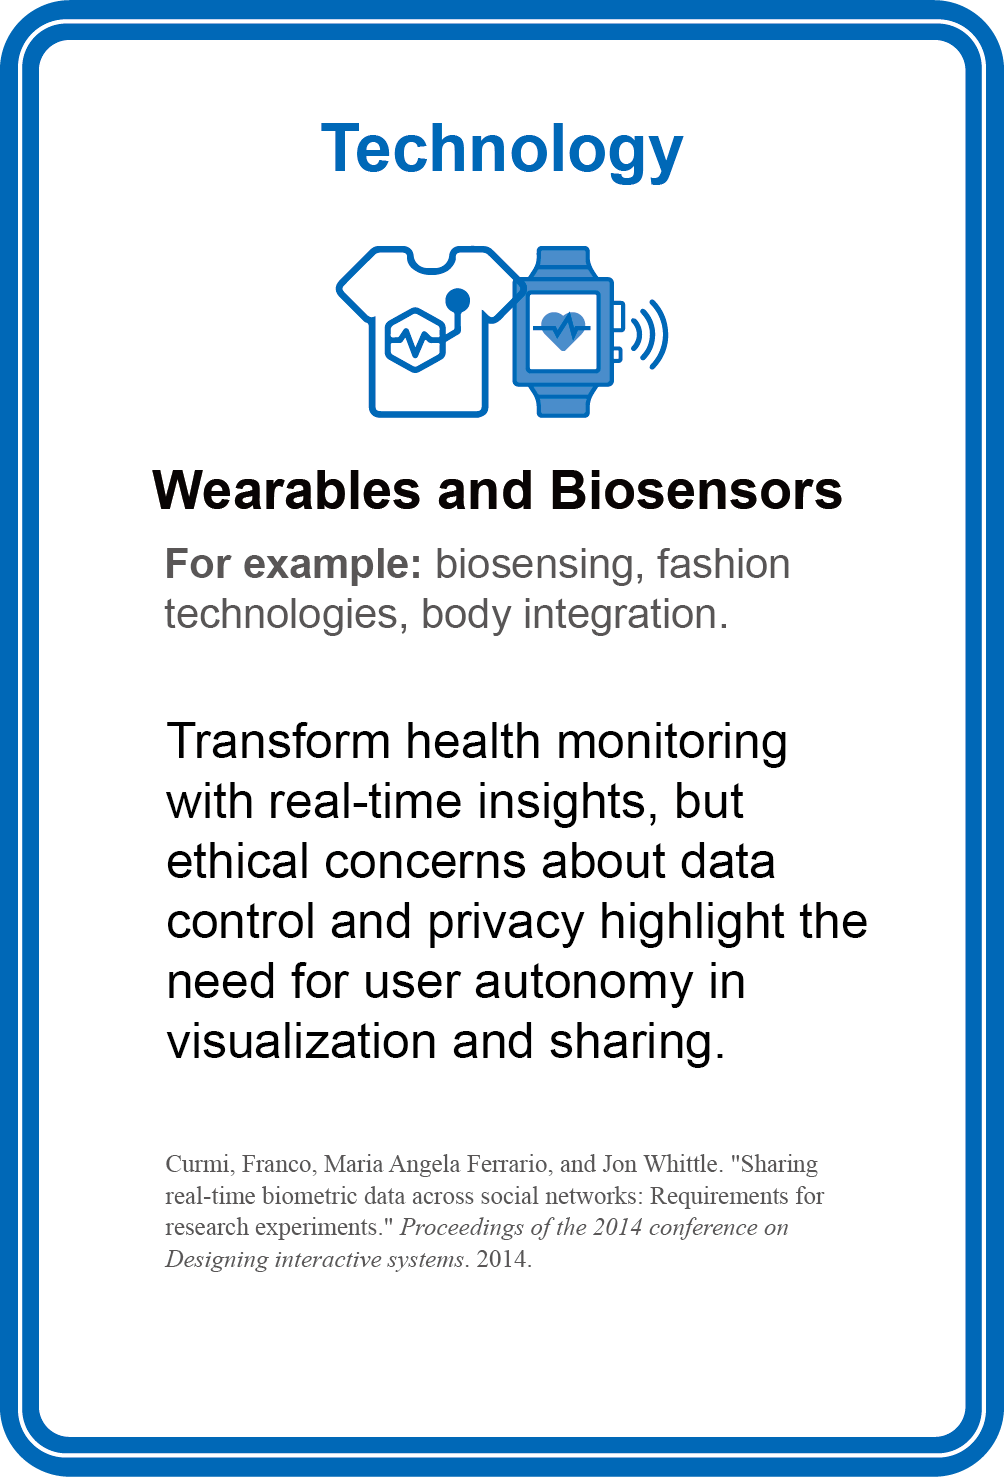 Technology
Wearables and Biosensors
For example: biosensing, fashion
technologies, body integration.
Transform health monitoring
with real-time insights, but
ethical concerns about data
control and privacy highlight the
need for user autonomy in
visualization and sharing.
Curmi, Franco, Maria Angela Ferrario, and Jon Whittle. "Sharing
real-time biometric data across social networks: Requirements for
research experiments." Proceedings of the 2014 conference on
Designing interactive systems. 2014.